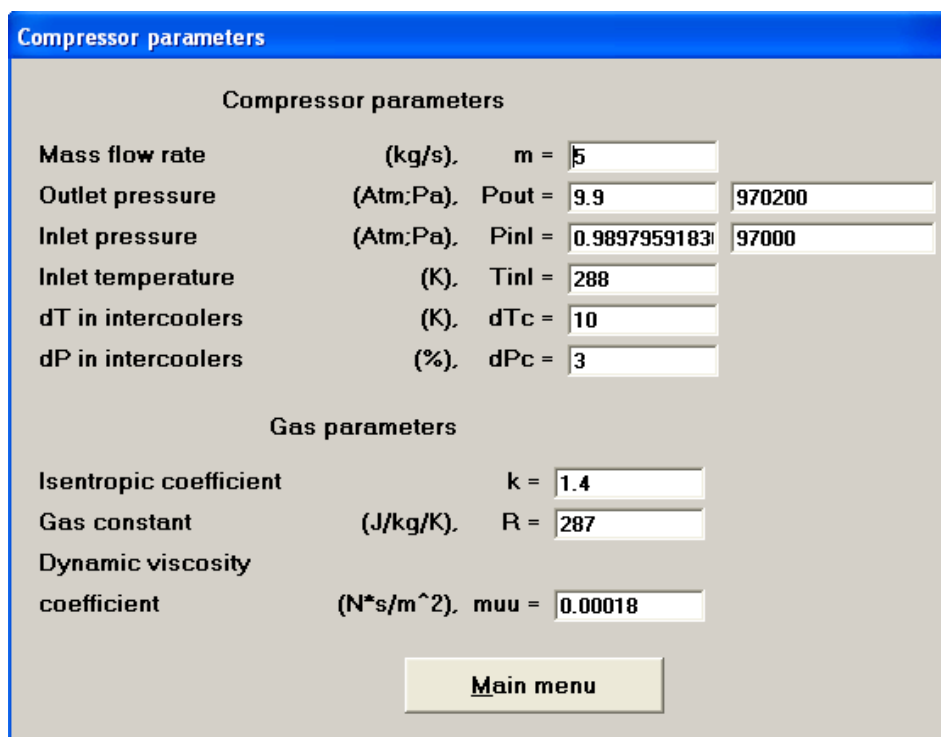 Compressor parameters
Compressor parameters
Mass flow rate (kg/s), m = 5
Outlet pressure (Atm;Pa), Pout = 9.9 970200
Inlet pressure (Atm;Pa), Pinl = 0.9897959183 97000
Inlet temperature (K), Tinl = 288
dT in intercoolers (K), dTc = 10
dP in intercoolers (%), dPc = 3
Gas parameters
Isentropic coefficient k = 1.4
Gas constant (J/kg/K), R = 287
Dynamic viscosity
coefficient (N*s/m^2), muu = 0.00018
Main menu